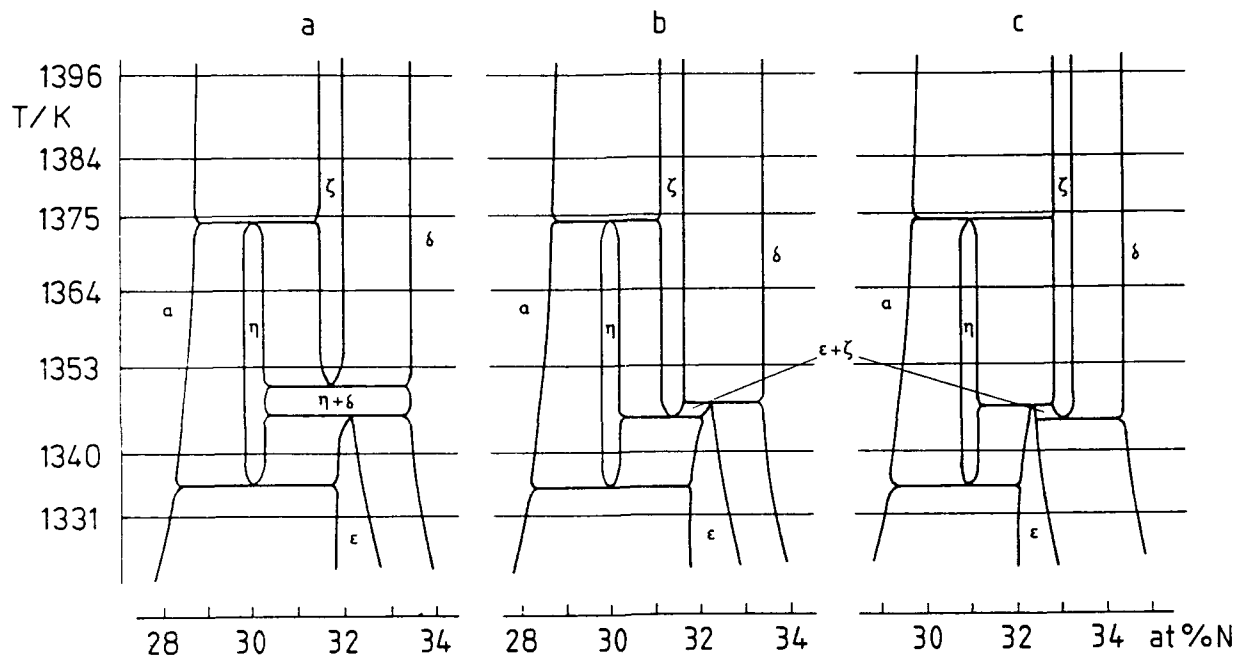 a b c
1396
T/K
1384
1375
1364
1353
1340
1331
ζ
δ
α
η
η+δ
ε
ζ
δ
α
η
ε+ζ
ε
ζ
δ
α
η
ε
28 30 32 34
28 30 32 34
30 32 34 at%N